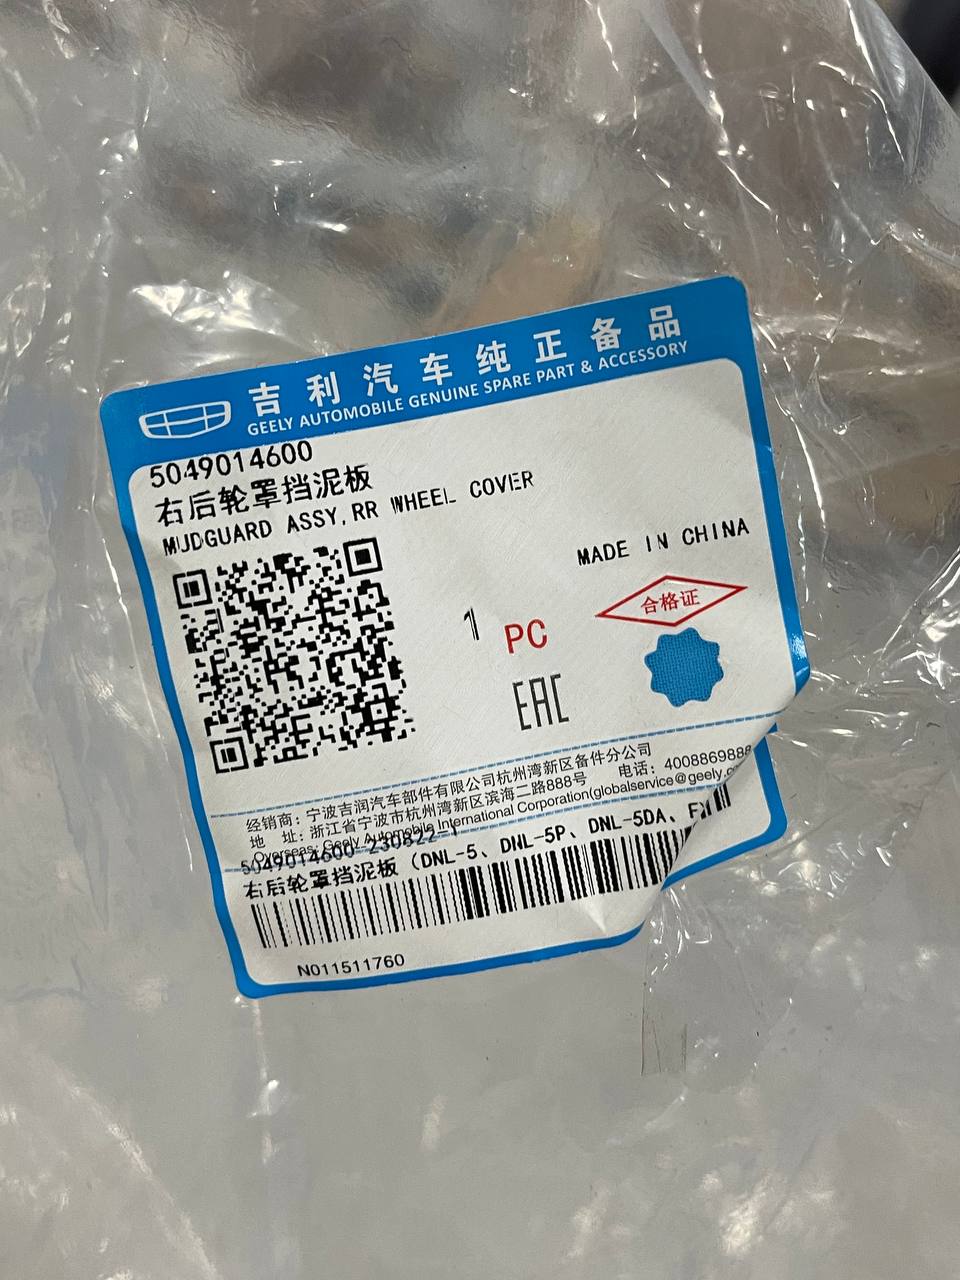 吉利汽车纯正备品
GEELY AUTOMOBILE GENUINE SPARE PART & ACCESSORY
5049014600
右后轮罩挡泥板
MUDGUARD ASSY,RR WHEEL COVER
MADE IN CHINA
合格证
1 PC
EAC
经销商：宁波吉润汽车部件有限公司杭州湾新区备件分公司
地 址：浙江省宁波市杭州湾新区滨海二路888号 电话：4008869888
Overseas: Geely Automobile International Corporation(globalservice@geely.
5049014600-230822-1
右后轮罩挡泥板（DNL-5、DNL-5P、DNL-5DA、
N011511760